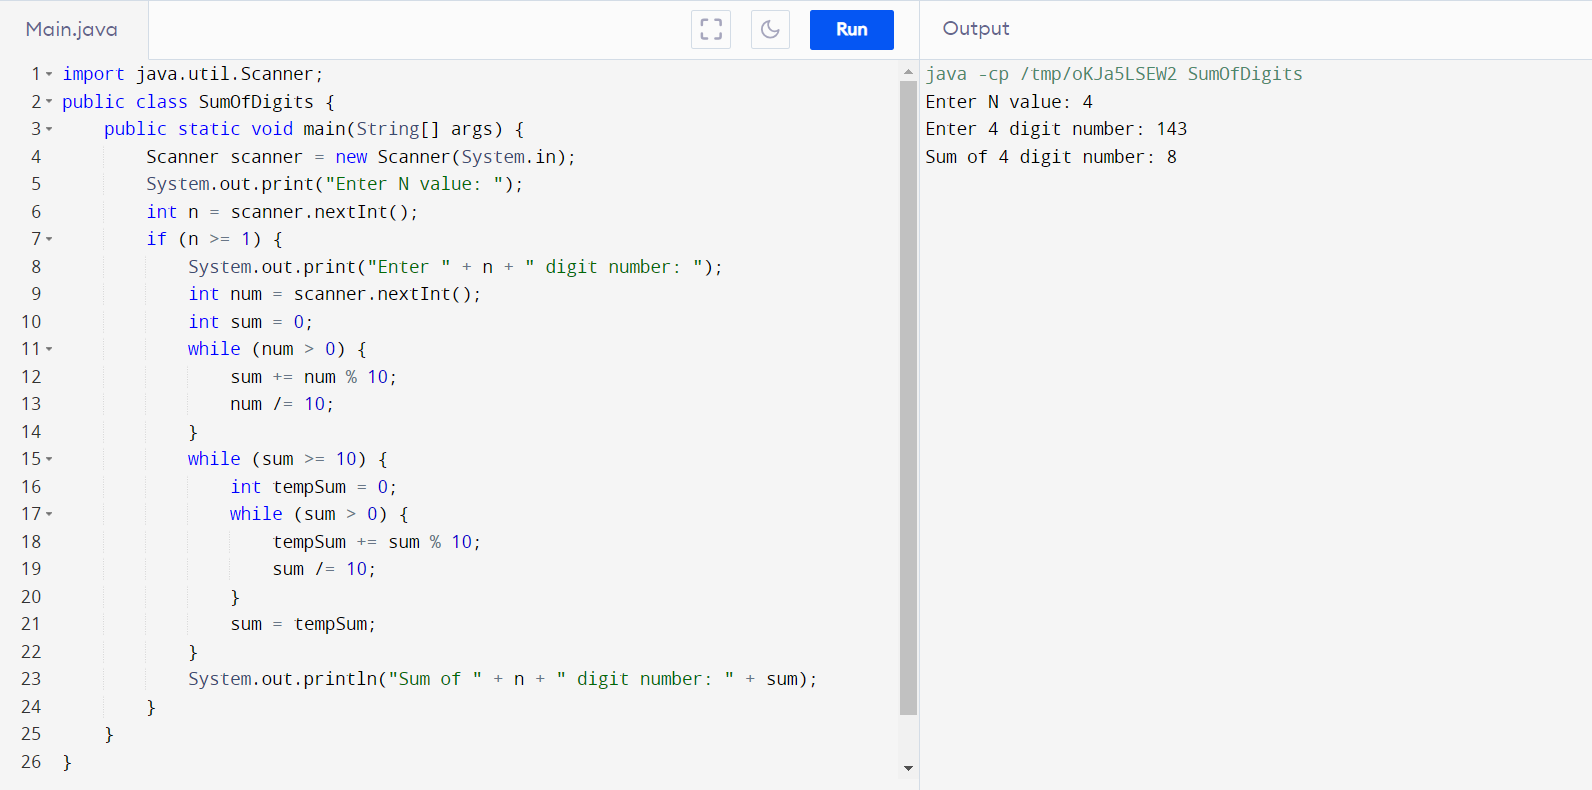 Main.java
Run
Output
1 import java.util.Scanner;
2 public class SumOfDigits {
3     public static void main(String[] args) {
4         Scanner scanner = new Scanner(System.in);
5         System.out.print("Enter N value: ");
6         int n = scanner.nextInt();
7         if (n >= 1) {
8             System.out.print("Enter " + n + " digit number: ");
9             int num = scanner.nextInt();
10             int sum = 0;
11             while (num > 0) {
12                 sum += num % 10;
13                 num /= 10;
14             }
15             while (sum >= 10) {
16                 int tempSum = 0;
17                 while (sum > 0) {
18                     tempSum += sum % 10;
19                     sum /= 10;
20                 }
21                 sum = tempSum;
22             }
23             System.out.println("Sum of " + n + " digit number: " + sum);
24         }
25     }
26 }
java -cp /tmp/oKJa5LSEW2 SumOfDigits
Enter N value: 4
Enter 4 digit number: 143
Sum of 4 digit number: 8